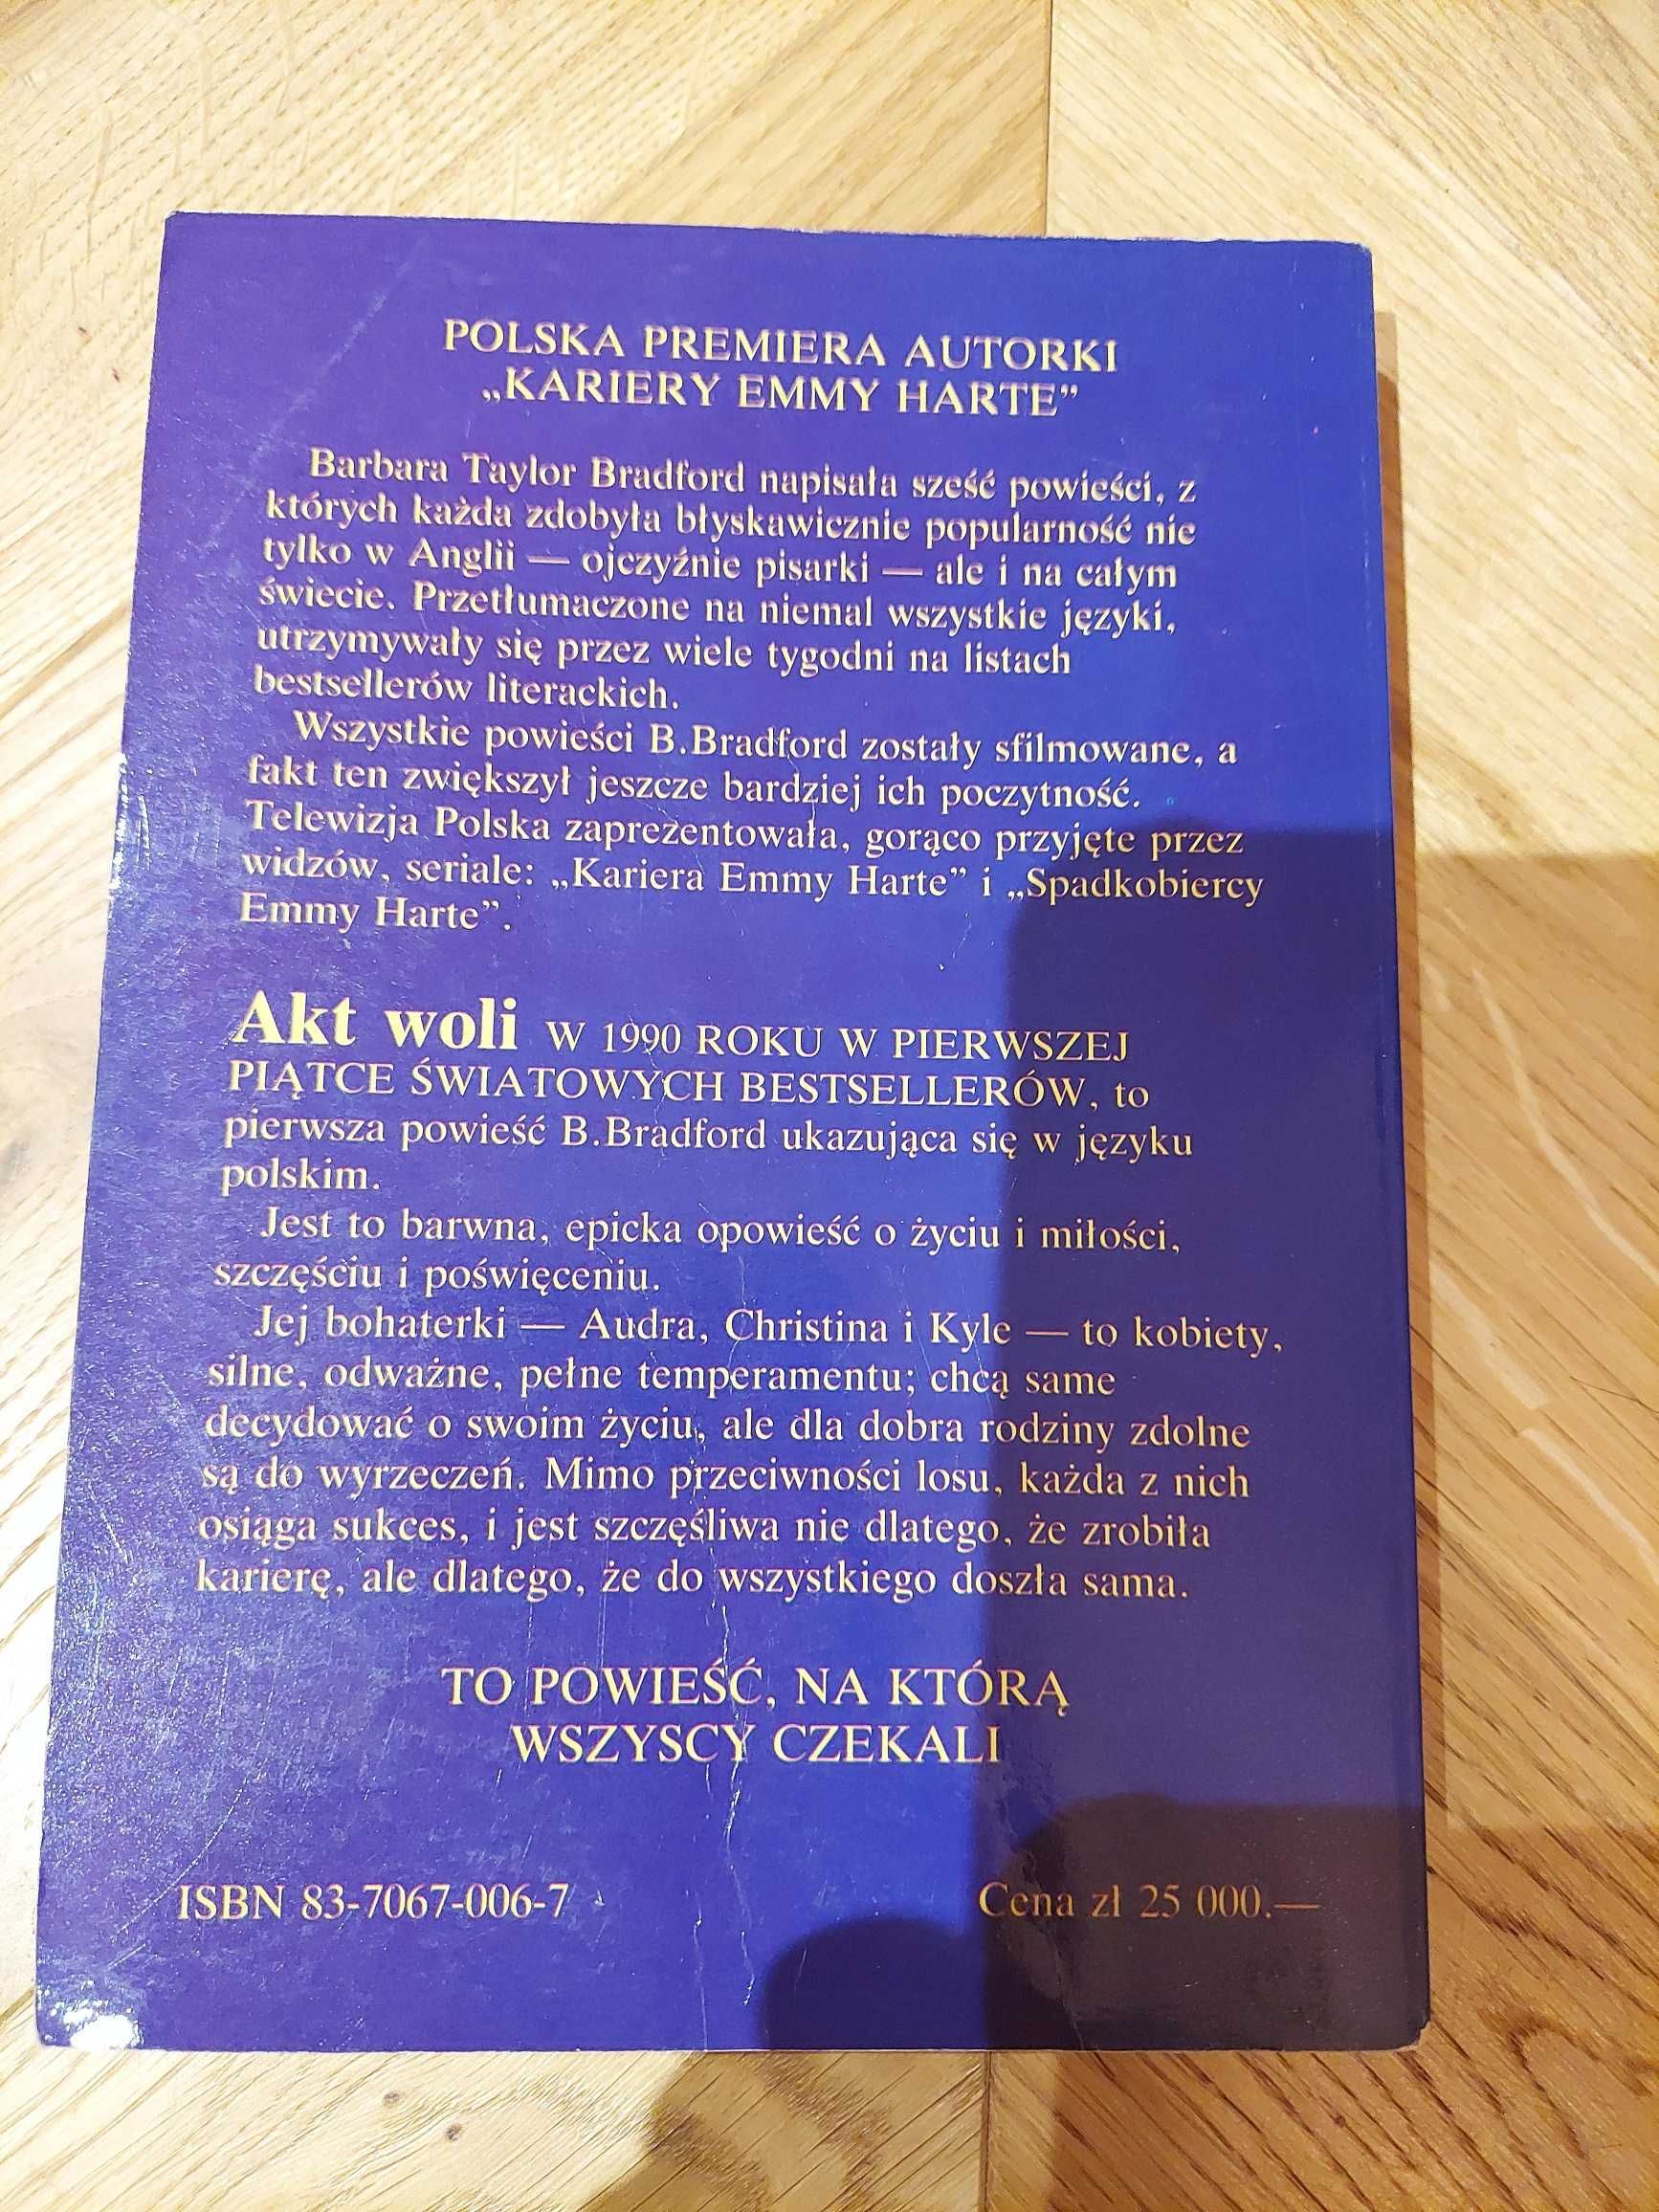 POLSKA PREMIERA AUTORKI
„KARIERY EMMY HARTE”
Barbara Taylor Bradford napisała sześć powieści, z
których każda zdobyła błyskawicznie popularność nie
tylko w Anglii — ojczyźnie pisarki — ale i na całym
świecie. Przetłumaczone na niemal wszystkie języki,
utrzymywały się przez wiele tygodni na listach
bestsellerów literackich.
Wszystkie powieści B.Bradford zostały sfilmowane, a
fakt ten zwiększył jeszcze bardziej ich poczytność.
Telewizja Polska zaprezentowała, gorąco przyjęte przez
widzów, seriale: „Kariera Emmy Harte” i „Spadkobiercy
Emmy Harte”.
Akt woli W 1990 ROKU W PIERWSZEJ
PIĄTCE ŚWIATOWYCH BESTSELLERÓW, to
pierwsza powieść B.Bradford ukazująca się w języku
polskim.
Jest to barwna, epicka opowieść o życiu i miłości,
szczęściu i poświęceniu.
Jej bohaterki — Audra, Christina i Kyle — to kobiety,
silne, odważne, pełne temperamentu; chcą same
decydować o swoim życiu, ale dla dobra rodziny zdolne
są do wyrzeczeń. Mimo przeciwności losu, każda z nich
osiąga sukces, i jest szczęśliwa nie dlatego, że zrobiła
karierę, ale dlatego, że do wszystkiego doszła sama.
TO POWIEŚĆ, NA KTÓRĄ
WSZYSCY CZEKALI
ISBN 83-7067-006-7 Cena zł 25 000.—